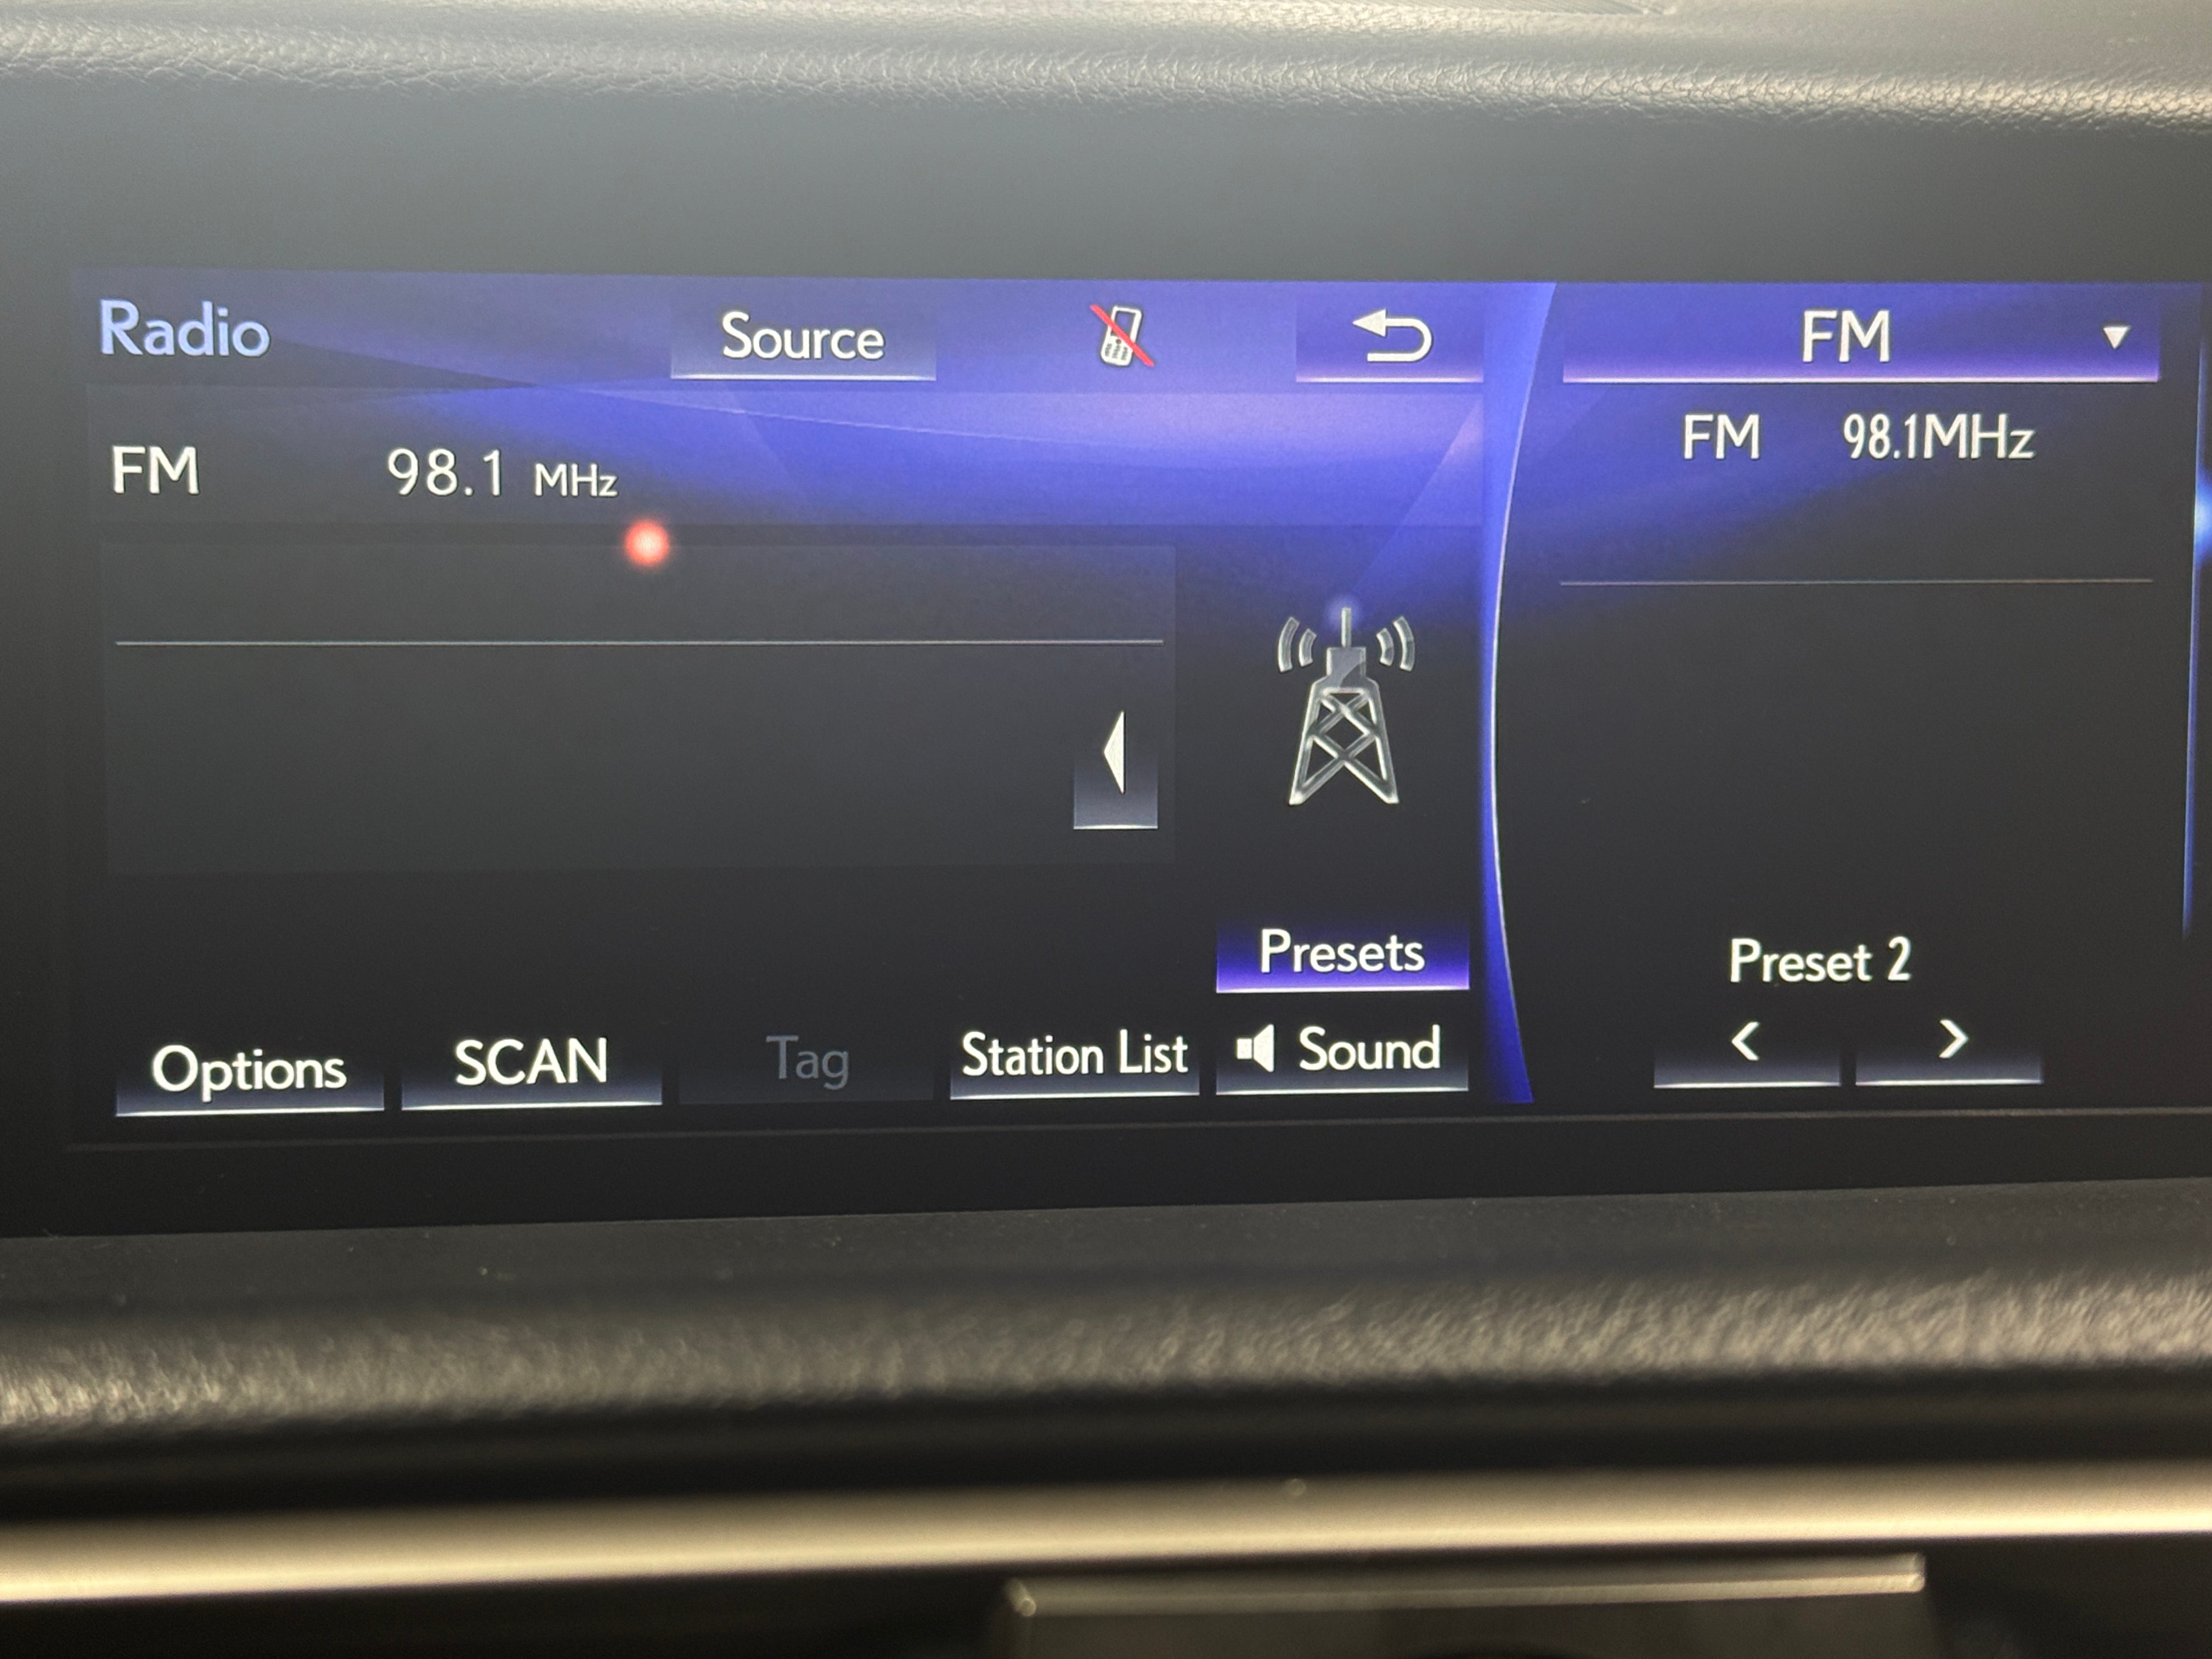 Radio
Source
FM 98.1 MHz
Presets
Options
SCAN
Tag
Station List
Sound
FM
FM 98.1MHz
Preset 2
< >